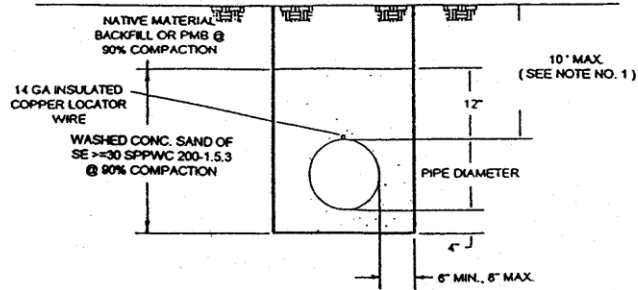 NATIVE MATERIAL
BACKFILL OR PMB @
90% COMPACTION
10' MAX.
( SEE NOTE NO. 1 )
14 GA INSULATED
COPPER LOCATOR
WIRE
12"
WASHED CONC. SAND OF
SE >=30 SPPWC 200-1.5.3
@ 90% COMPACTION
PIPE DIAMETER
4"
6" MIN., 8" MAX.